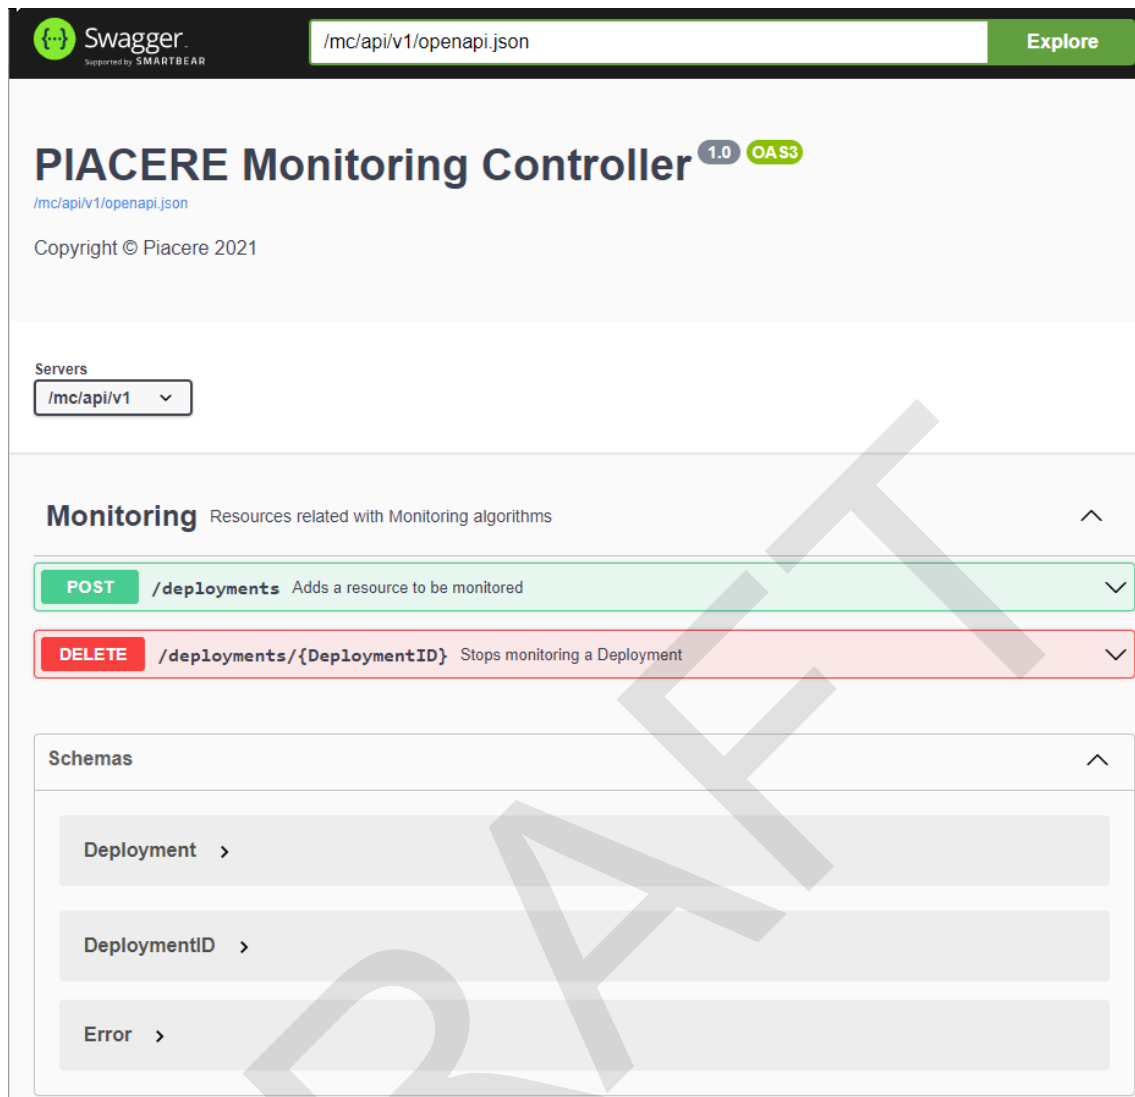 Swagger.
Supported by SMARTBEAR
/mc/api/v1/openapi.json
Explore
PIACERE Monitoring Controller 1.0 OAS3
/mc/api/v1/openapi.json
Copyright © Piacere 2021
Servers
/mc/api/v1
Monitoring Resources related with Monitoring algorithms
POST /deployments Adds a resource to be monitored
DELETE /deployments/{DeploymentID} Stops monitoring a Deployment
Schemas
Deployment
DeploymentID
Error
RAFT